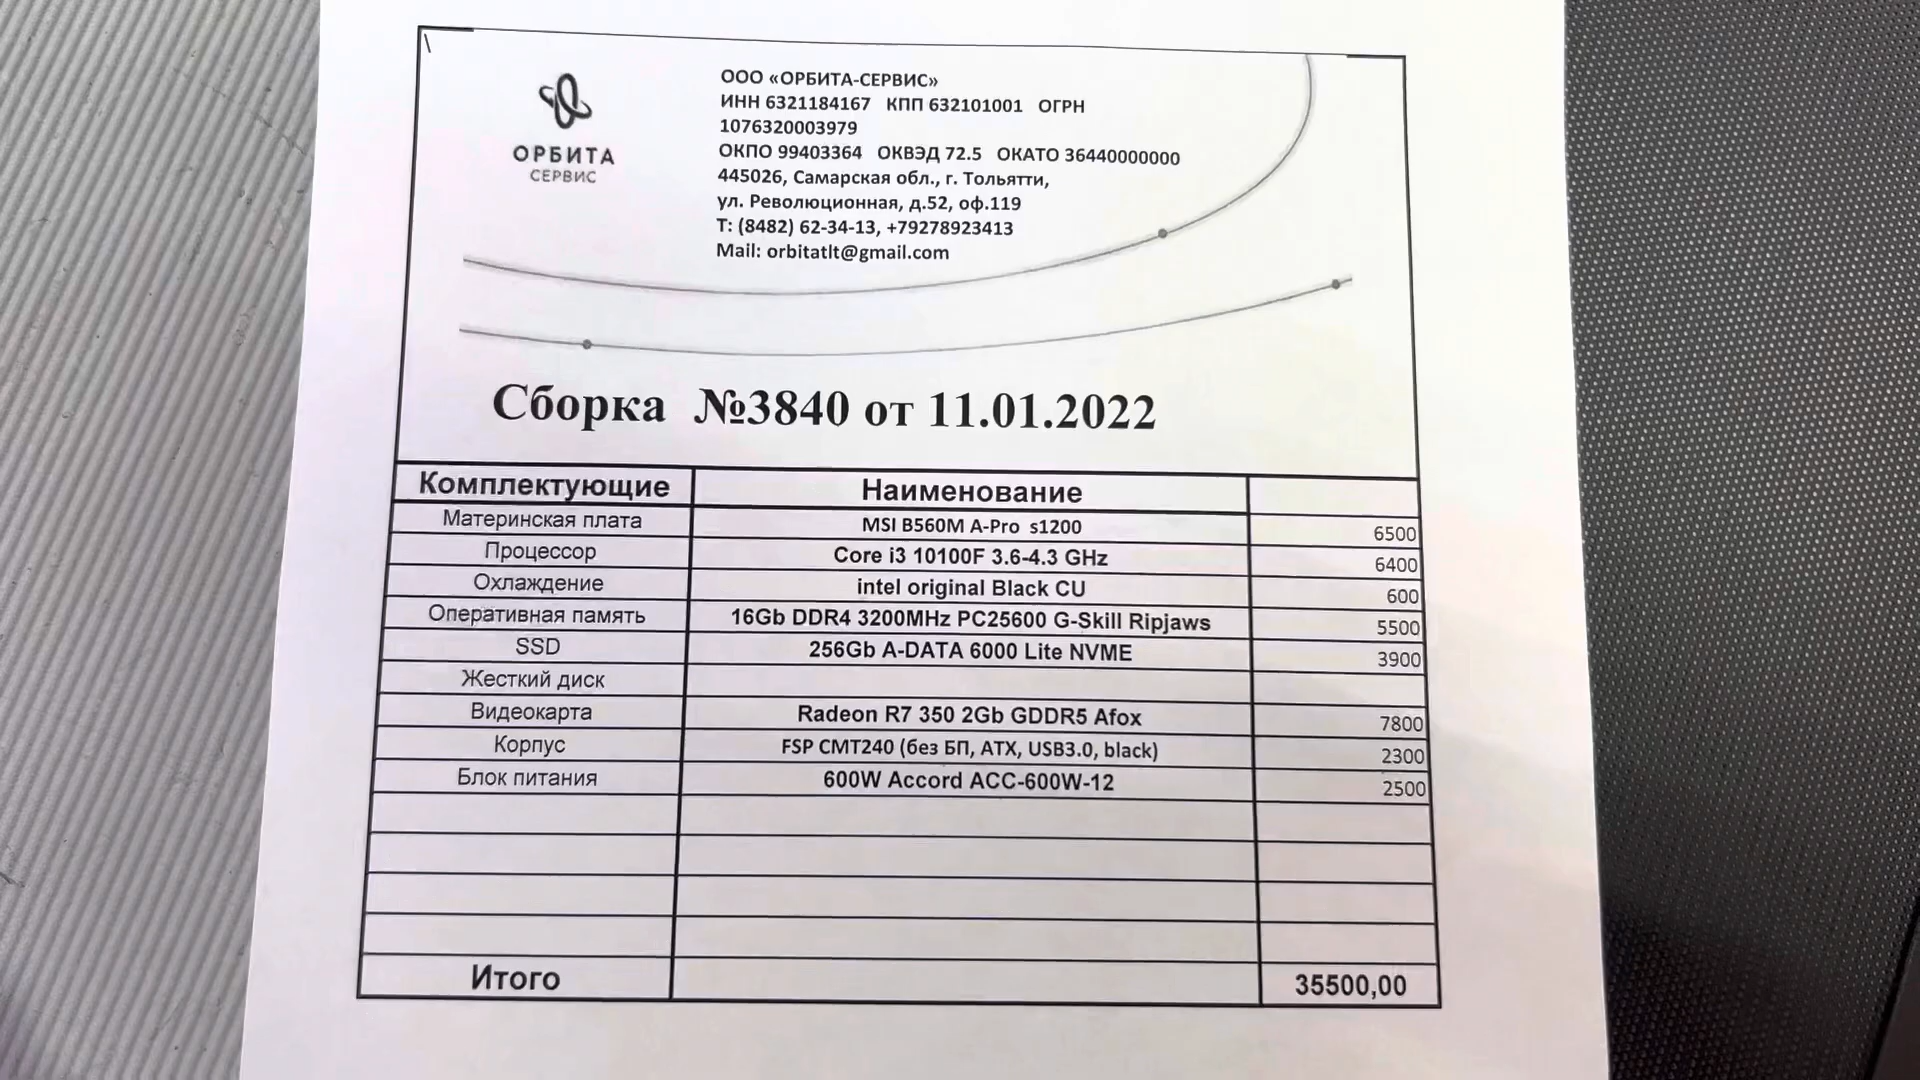 ОРБИТА
СЕРВИС
ООО «ОРБИТА-СЕРВИС»
ИНН 6321184167 КПП 632101001 ОГРН
1076320003979
ОКПО 99403364 ОКВЭД 72.5 ОКАТО 36440000000
445026, Самарская обл., г. Тольятти,
ул. Революционная, д.52, оф.119
Т: (8482) 62-34-13, +79278923413
Mail: orbitatlt@gmail.com
Сборка №3840 от 11.01.2022
Комплектующие Наименование
Материнская плата MSI B560M A-Pro s1200 6500
Процессор Core i3 10100F 3.6-4.3 GHz 6400
Охлаждение intel original Black CU 600
Оперативная память 16Gb DDR4 3200MHz PC25600 G-Skill Ripjaws 5500
SSD 256Gb A-DATA 6000 Lite NVME 3900
Жесткий диск
Видеокарта Radeon R7 350 2Gb GDDR5 Afox 7800
Корпус FSP CMT240 (без БП, ATX, USB3.0, black) 2300
Блок питания 600W Accord ACC-600W-12 2500
Итого 35500,00